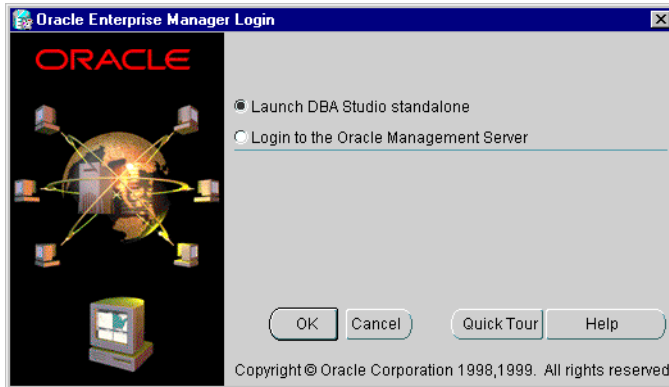 Oracle Enterprise Manager Login
ORACLE
Launch DBA Studio standalone
Login to the Oracle Management Server
OK Cancel Quick Tour Help
Copyright © Oracle Corporation 1998,1999. All rights reserved